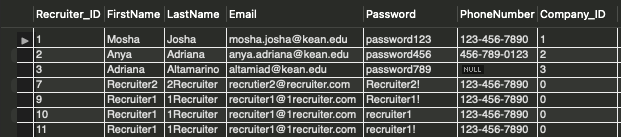 Recruiter_ID FirstName LastName Email Password PhoneNumber Company_ID
1 Mosha Josha mosha.josha@kean.edu password123 123-456-7890 1
2 Anya Adriana anya.adriana@kean.edu password456 456-789-0123 2
3 Adriana Altamarino altamiad@kean.edu password789 NULL 3
7 Recruiter2 2Recruiter recrutier2@recruiter.com Recruiter2! 123-456-7890 0
9 Recruiter1 1Recruiter recruiter1@1recruiter.com Recruiter1! 123-456-7890 0
10 Recruiter1 1Recruiter recruiter1@1recruiter.com recruiter1 123-456-7890 0
11 Recruiter1 1Recruiter recruiter1@1recruiter.com recruiter1! 123-456-7890 0